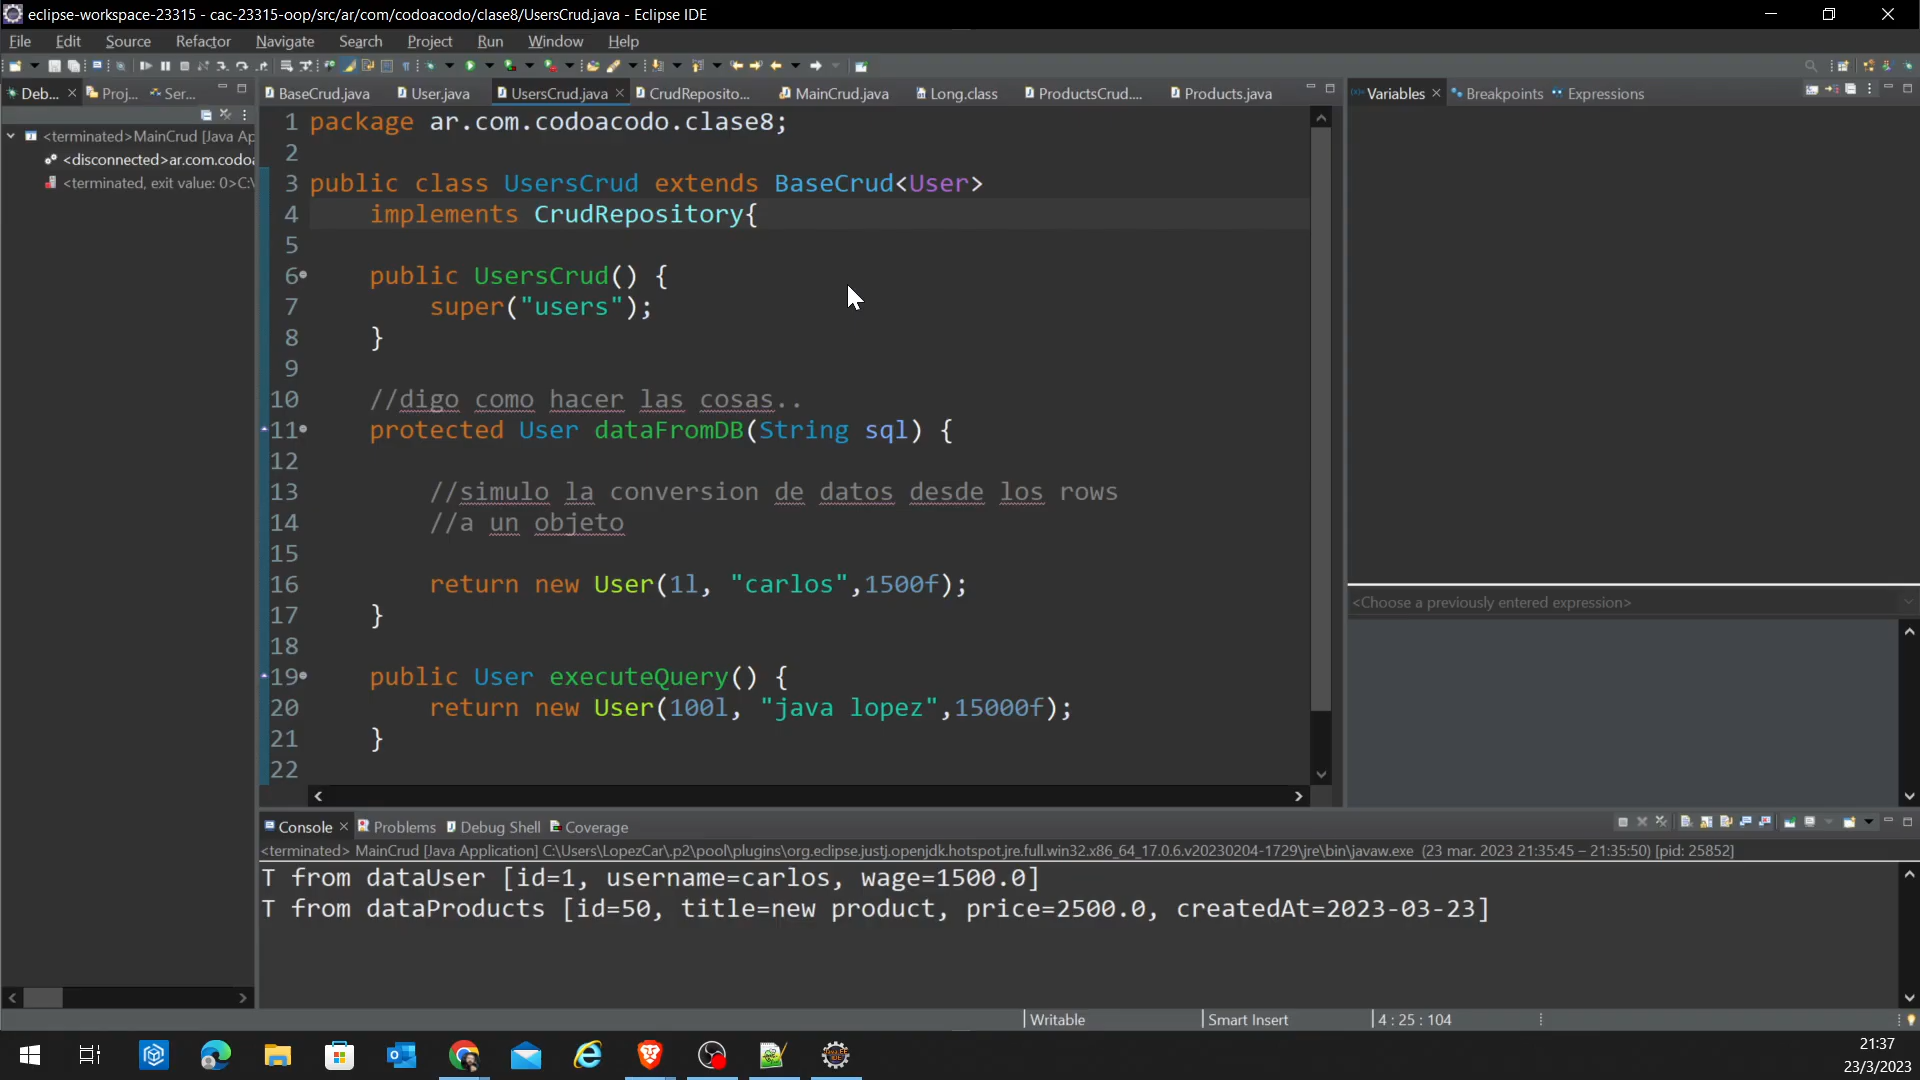 eclipse-workspace-23315 - cac-23315-oop/src/ar/com/codoacodo/clase8/UsersCrud.java - Eclipse IDE
File Edit Source Refactor Navigate Search Project Run Window Help
Deb... Proj... Ser...
BaseCrud.java User.java UsersCrud.java CrudReposito... MainCrud.java Long.class ProductsCrud.... Products.java
Variables Breakpoints Expressions
<terminated>MainCrud [Java Ap
<disconnected>ar.com.codoa
<terminated, exit value: 0>C:\
1 package ar.com.codoacodo.clase8;
2
3 public class UsersCrud extends BaseCrud<User>
4 implements CrudRepository{
5
6 public UsersCrud() {
7 super("users");
8 }
9
10 //digo como hacer las cosas..
11 protected User dataFromDB(String sql) {
12
13 //simulo la conversion de datos desde los rows
14 //a un objeto
15
16 return new User(1l, "carlos",1500f);
17 }
18
19 public User executeQuery() {
20 return new User(100l, "java lopez",15000f);
21 }
22
<Choose a previously entered expression>
Console Problems Debug Shell Coverage
<terminated> MainCrud [Java Application] C:\Users\LopezCar\.p2\pool\plugins\org.eclipse.justj.openjdk.hotspot.jre.full.win32.x86_64_17.0.6.v20230204-1729\jre\bin\javaw.exe (23 mar. 2023 21:35:45 – 21:35:50) [pid: 25852]
T from dataUser [id=1, username=carlos, wage=1500.0]
T from dataProducts [id=50, title=new product, price=2500.0, createdAt=2023-03-23]
Writable Smart Insert 4 : 25 : 104
21:37
23/3/2023